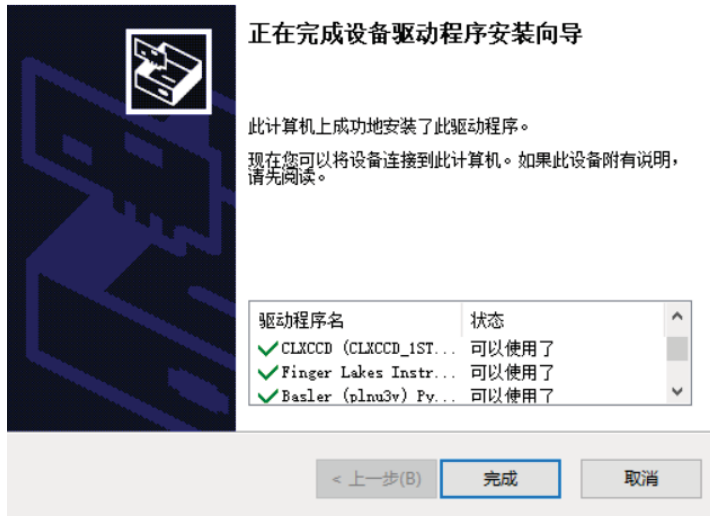 正在完成设备驱动程序安装向导
此计算机上成功地安装了此驱动程序。
现在您可以将设备连接到此计算机。如果此设备附有说明，
请先阅读。
驱动程序名 状态
CLXCCD (CLXCCD_1ST... 可以使用了
Finger Lakes Instr... 可以使用了
Basler (plnu3v) Py... 可以使用了
< 上一步(B) 完成 取消